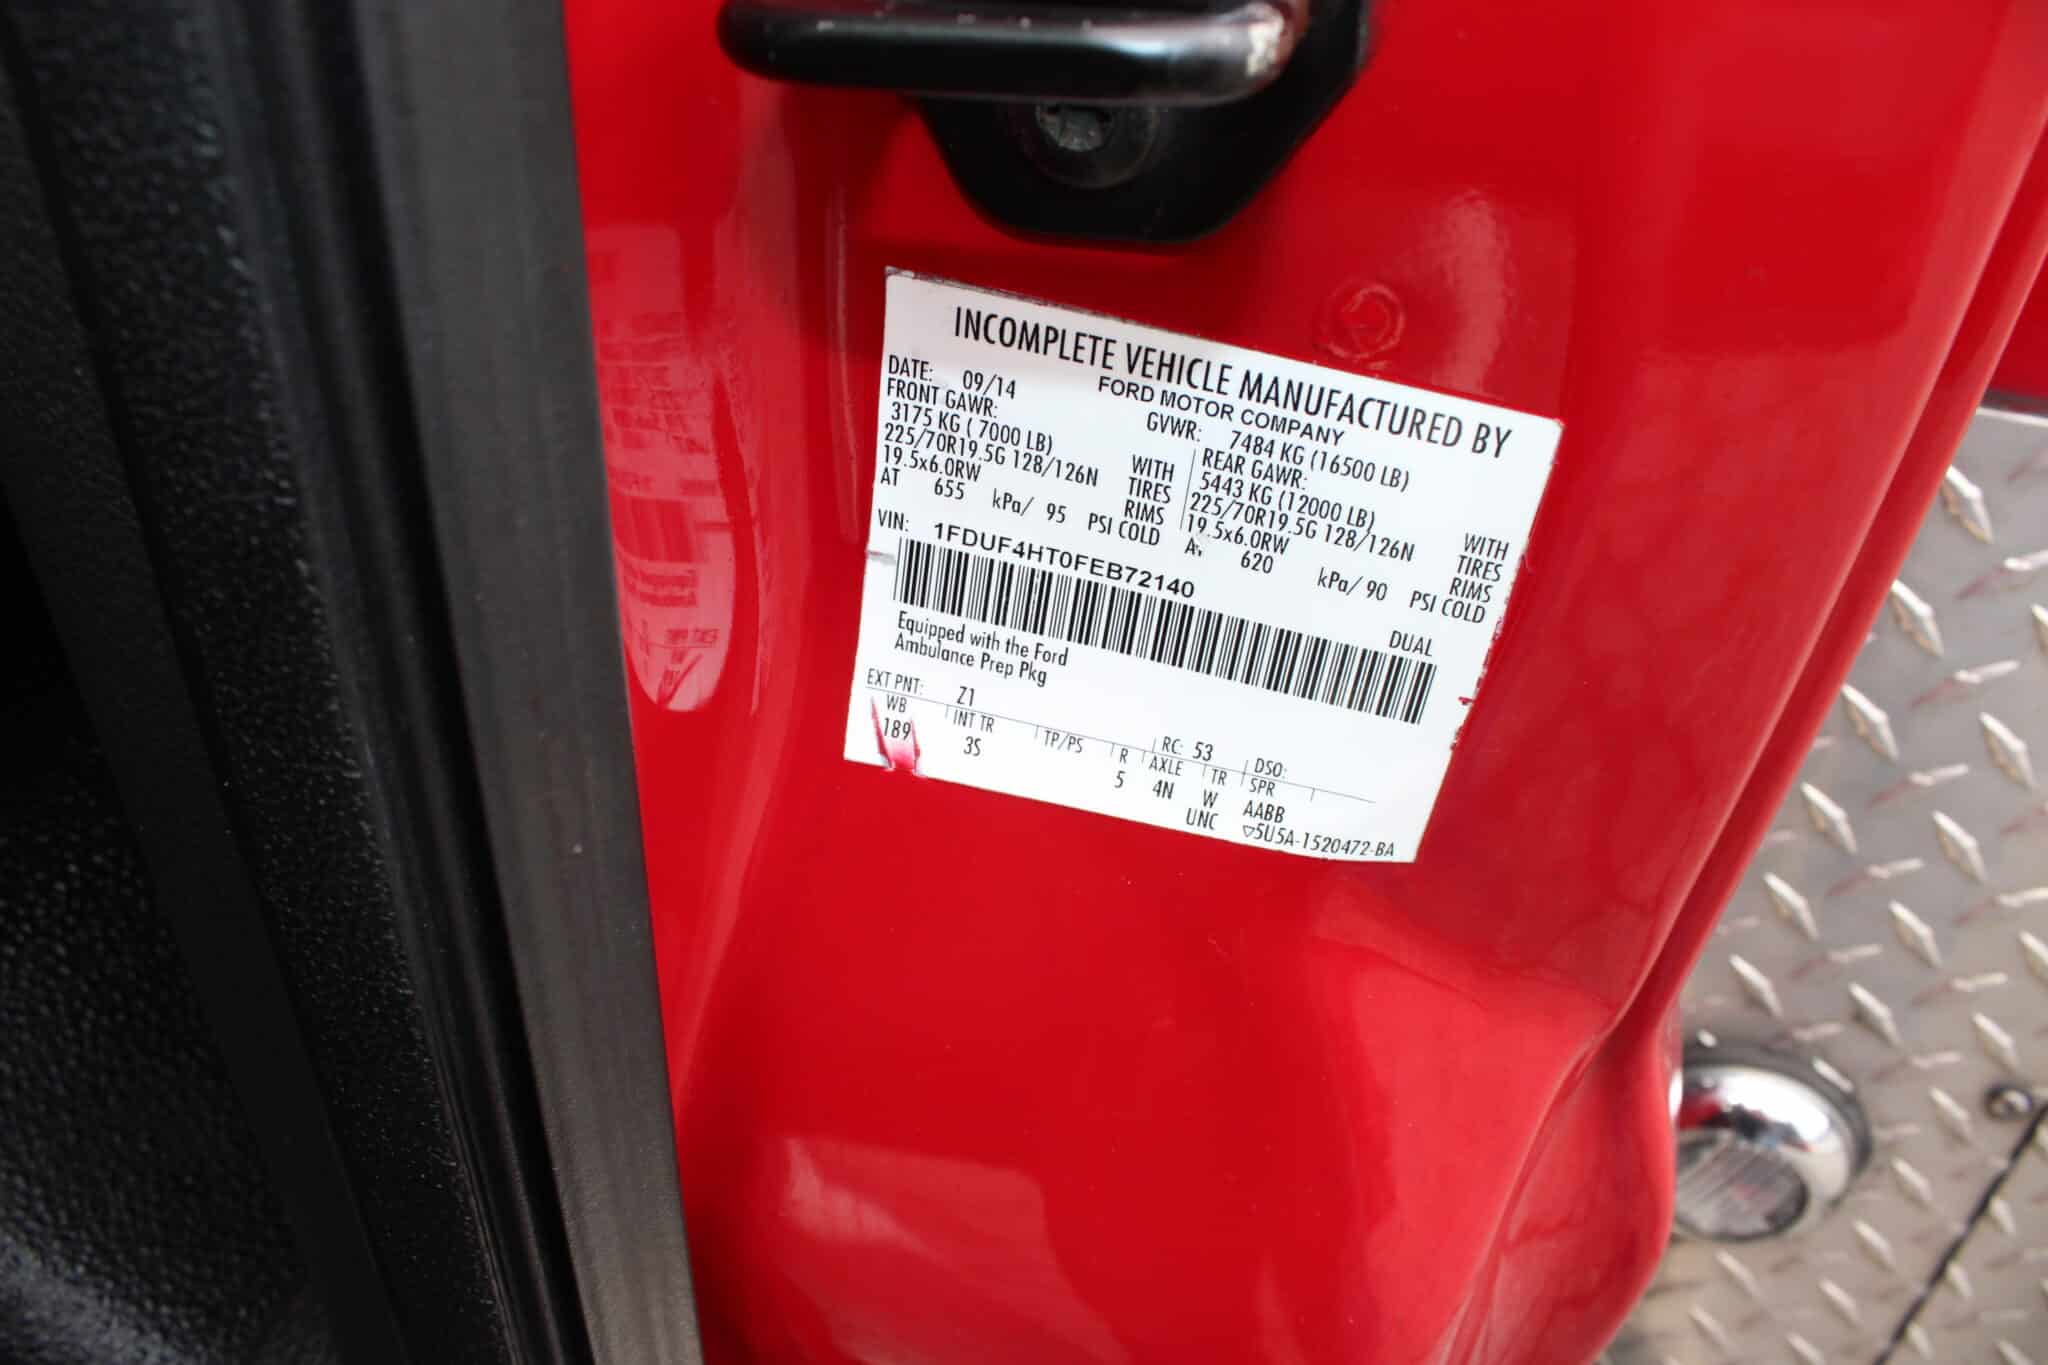 INCOMPLETE VEHICLE MANUFACTURED BY
FORD MOTOR COMPANY
DATE: 09/14 GVWR: 7484 KG (16500 LB)
FRONT GAWR: REAR GAWR:
3175 KG ( 7000 LB) WITH 5443 KG (12000 LB) WITH
225/70R19.5G 128/126N TIRES 225/70R19.5G 128/126N TIRES
19.5x6.0RW RIMS 19.5x6.0RW RIMS
AT 655 kPa/ 95 PSI COLD AT 620 kPa/ 90 PSI COLD
VIN: 1FDUF4HT0FEB72140 DUAL
Equipped with the Ford
Ambulance Prep Pkg
EXT PNT: Z1 RC: 53 DSO:
WB INT TR TP/PS R AXLE TR SPR
189 3S 5 4N W AABB
UNC ▽5U5A-1520472-BA